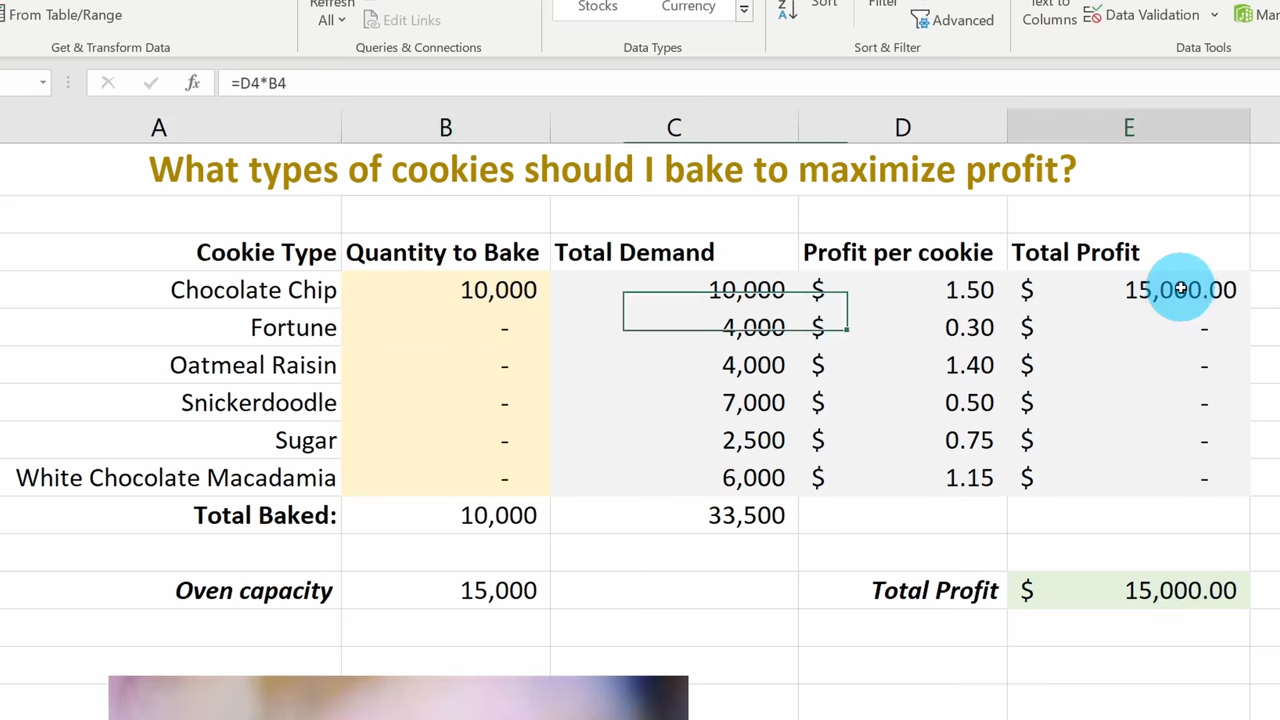 From Table/Range
Refresh
All
Edit Links
Stocks
Currency
Sort
Filter
Advanced
Text to
Columns
Data Validation
Get & Transform Data
Queries & Connections
Data Types
Sort & Filter
Data Tools
fx
=D4*B4
A B C D E
What types of cookies should I bake to maximize profit?
Cookie Type Quantity to Bake Total Demand Profit per cookie Total Profit
Chocolate Chip 10,000 10,000 $ 1.50 $ 15,000.00
Fortune - 4,000 $ 0.30 $ -
Oatmeal Raisin - 4,000 $ 1.40 $ -
Snickerdoodle - 7,000 $ 0.50 $ -
Sugar - 2,500 $ 0.75 $ -
White Chocolate Macadamia - 6,000 $ 1.15 $ -
Total Baked: 10,000 33,500
Oven capacity 15,000 Total Profit $ 15,000.00